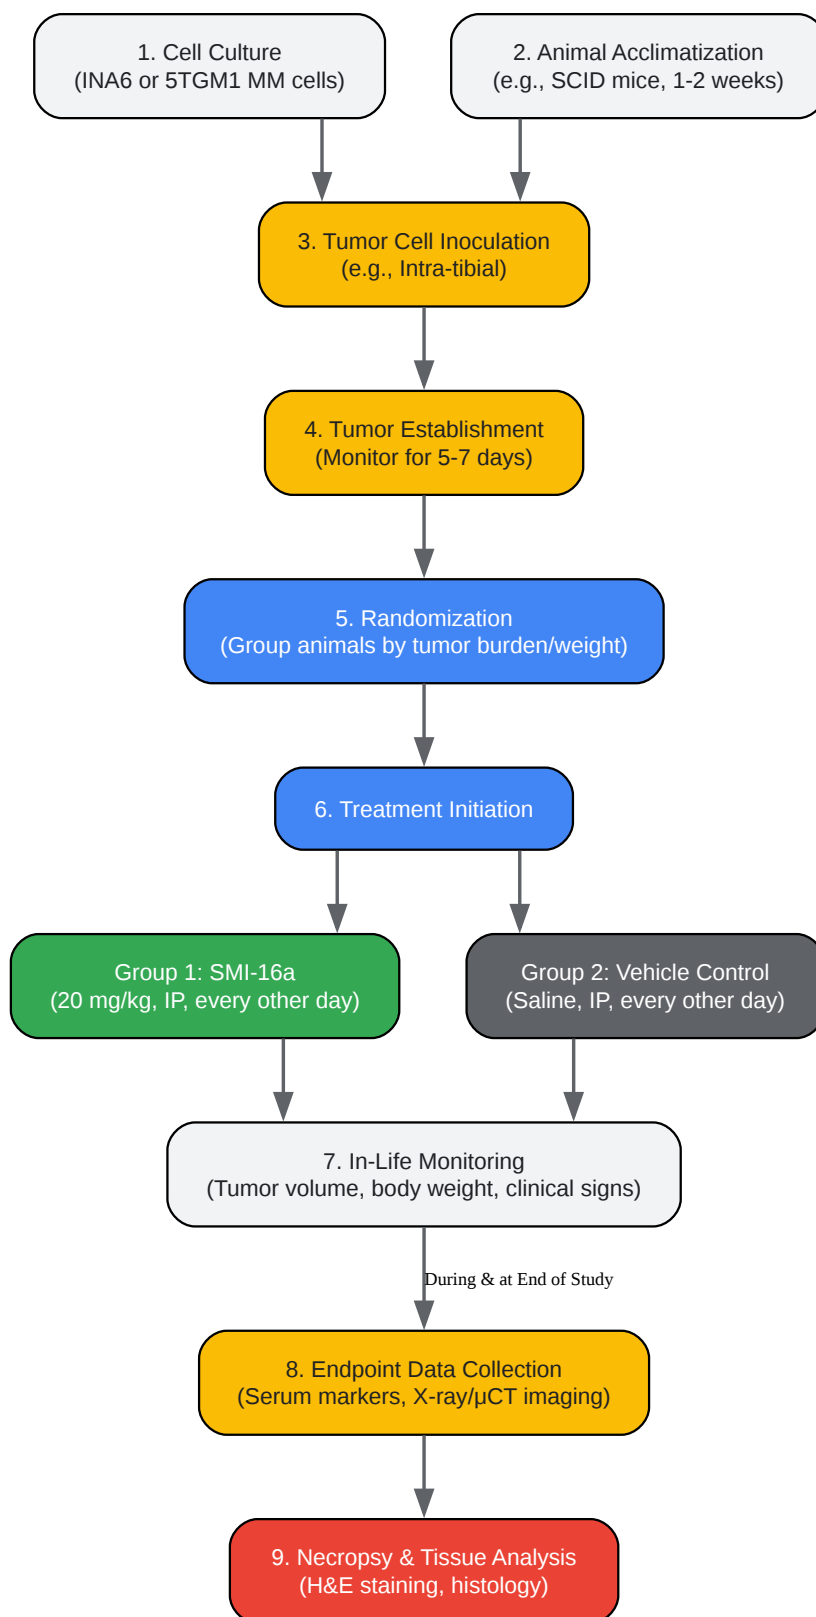 1. Cell Culture
(INA6 or 5TGM1 MM cells)
2. Animal Acclimatization
(e.g., SCID mice, 1-2 weeks)
3. Tumor Cell Inoculation
(e.g., Intra-tibial)
4. Tumor Establishment
(Monitor for 5-7 days)
5. Randomization
(Group animals by tumor burden/weight)
6. Treatment Initiation
Group 1: SMI-16a
(20 mg/kg, IP, every other day)
Group 2: Vehicle Control
(Saline, IP, every other day)
7. In-Life Monitoring
(Tumor volume, body weight, clinical signs)
During & at End of Study
8. Endpoint Data Collection
(Serum markers, X-ray/μCT imaging)
9. Necropsy & Tissue Analysis
(H&E staining, histology)